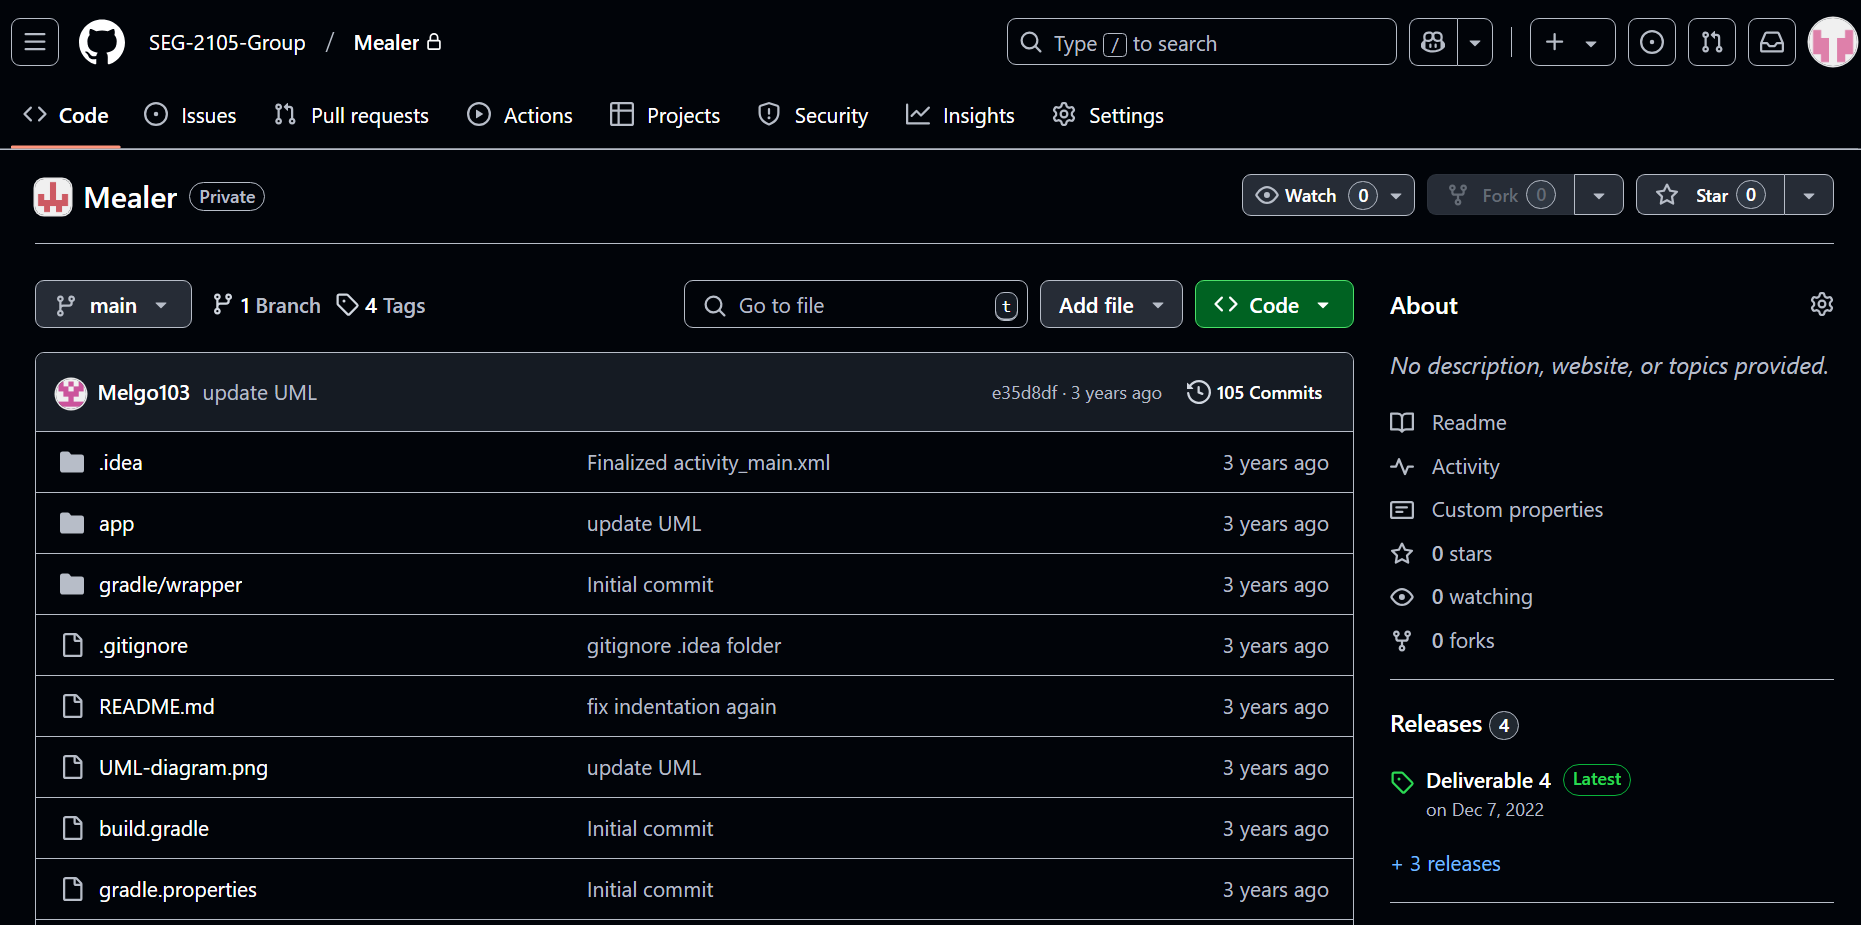 SEG-2105-Group / Mealer
Type / to search
Code Issues Pull requests Actions Projects Security Insights Settings
Mealer Private
Watch 0 Fork 0 Star 0
main 1 Branch 4 Tags Go to file t Add file Code
Melgo103 update UML e35d8df · 3 years ago 105 Commits
.idea Finalized activity_main.xml 3 years ago
app update UML 3 years ago
gradle/wrapper Initial commit 3 years ago
.gitignore gitignore .idea folder 3 years ago
README.md fix indentation again 3 years ago
UML-diagram.png update UML 3 years ago
build.gradle Initial commit 3 years ago
gradle.properties Initial commit 3 years ago
About
No description, website, or topics provided.
Readme
Activity
Custom properties
0 stars
0 watching
0 forks
Releases 4
Deliverable 4 Latest
on Dec 7, 2022
+ 3 releases